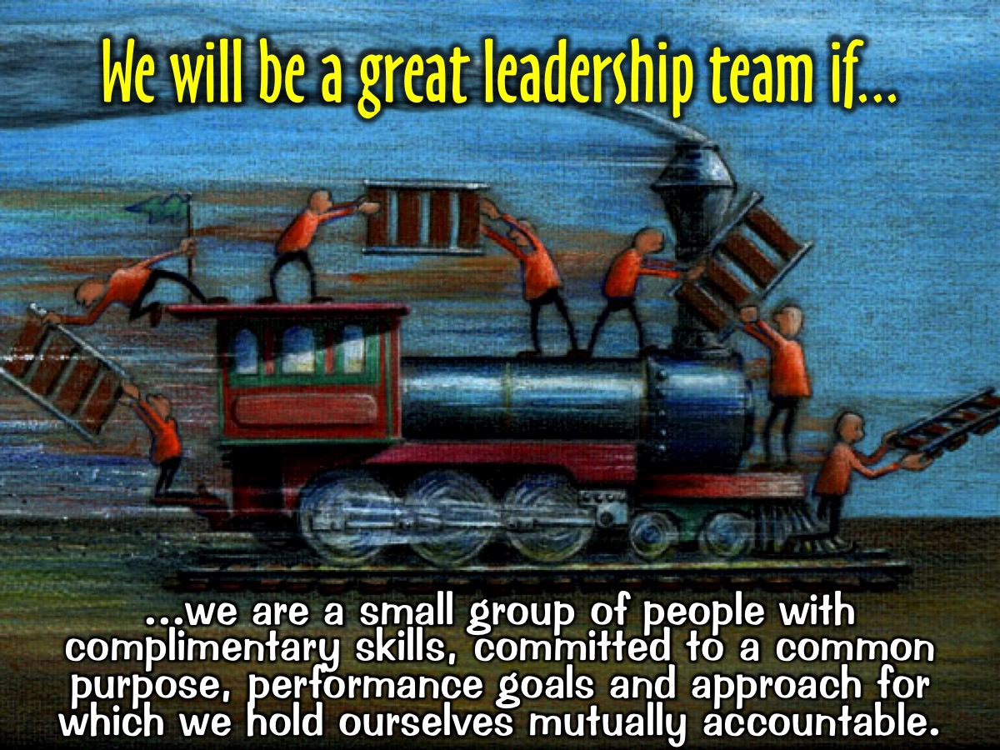 We will be a great leadership team if...
...we are a small group of people with
complimentary skills, committed to a common
purpose, performance goals and approach for
which we hold ourselves mutually accountable.